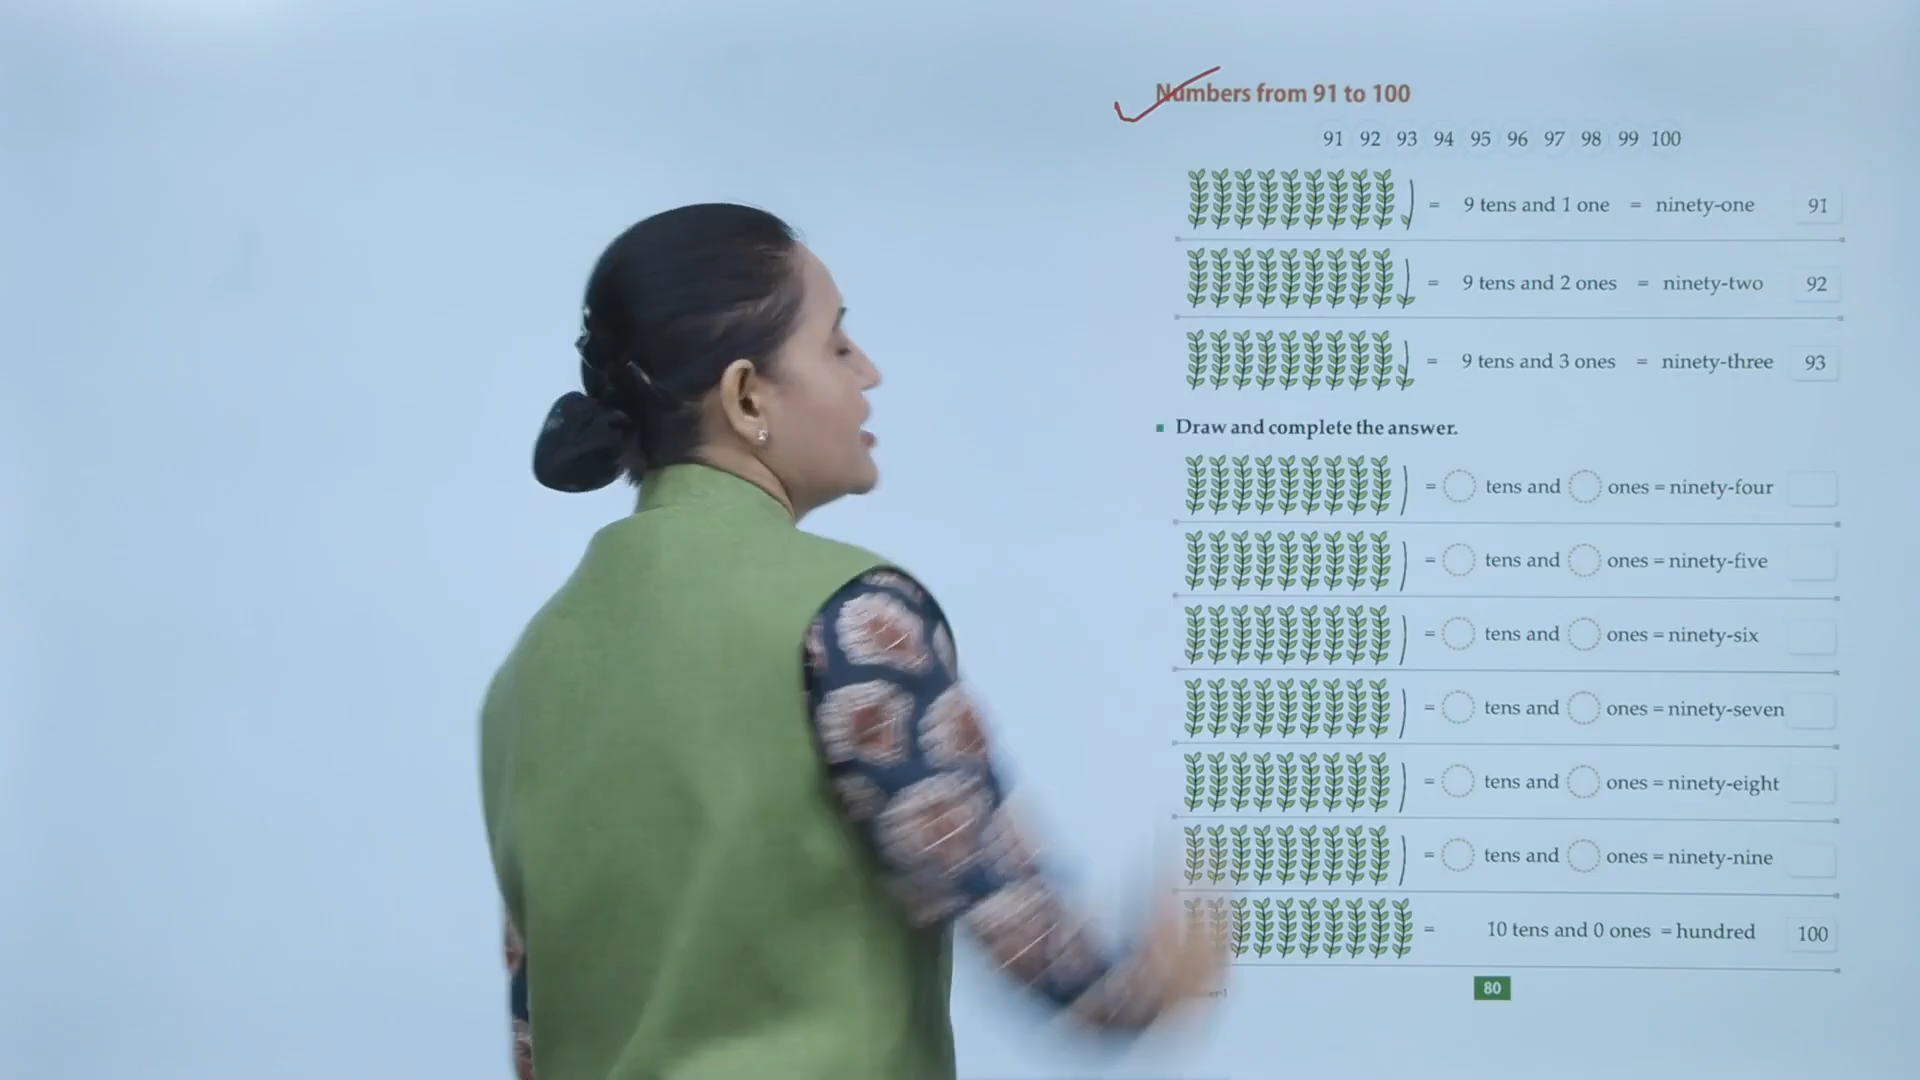 Numbers from 91 to 100
91 92 93 94 95 96 97 98 99 100
= 9 tens and 1 one = ninety-one 91
= 9 tens and 2 ones = ninety-two 92
= 9 tens and 3 ones = ninety-three 93
Draw and complete the answer.
= tens and ones = ninety-four
= tens and ones = ninety-five
= tens and ones = ninety-six
= tens and ones = ninety-seven
= tens and ones = ninety-eight
= tens and ones = ninety-nine
= 10 tens and 0 ones = hundred 100
80